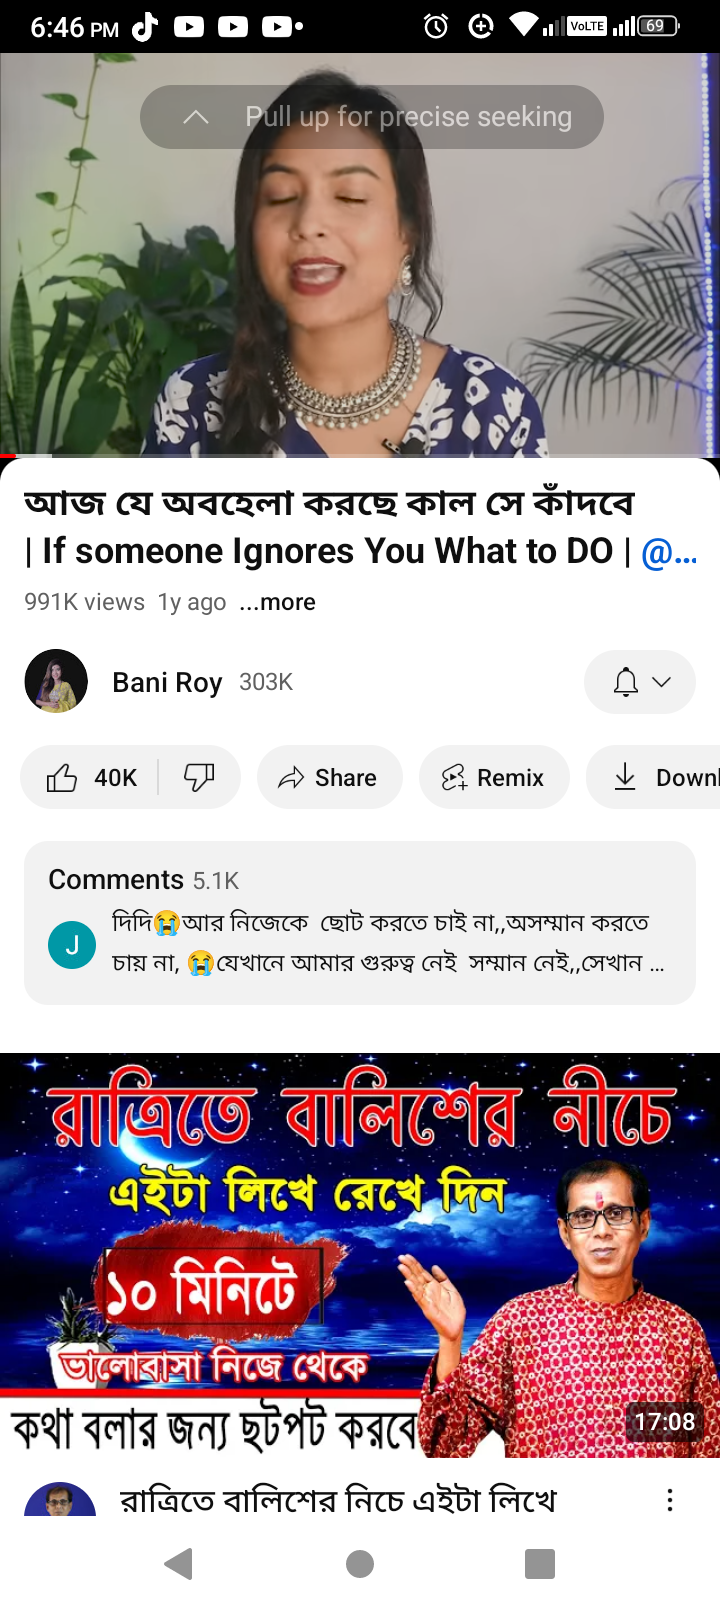 6:46 PM
VoLTE
69
Pull up for precise seeking
আজ যে অবহেলা করছে কাল সে কাঁদবে
| If someone Ignores You What to DO | @...
991K views 1y ago ...more
Bani Roy 303K
40K
Share
Remix
Downl
Comments 5.1K
J
দিদি😭আর নিজেকে ছোট করতে চাই না,,অসম্মান করতে
চায় না, 😭যেখানে আমার গুরুত্ব নেই সম্মান নেই,,সেখান ...
রাত্রিতে বালিশের নীচে
এইটা লিখে রেখে দিন
১০ মিনিটে
ভালোবাসা নিজে থেকে
কথা বলার জন্য ছটপট করবে
17:08
রাত্রিতে বালিশের নিচে এইটা লিখে